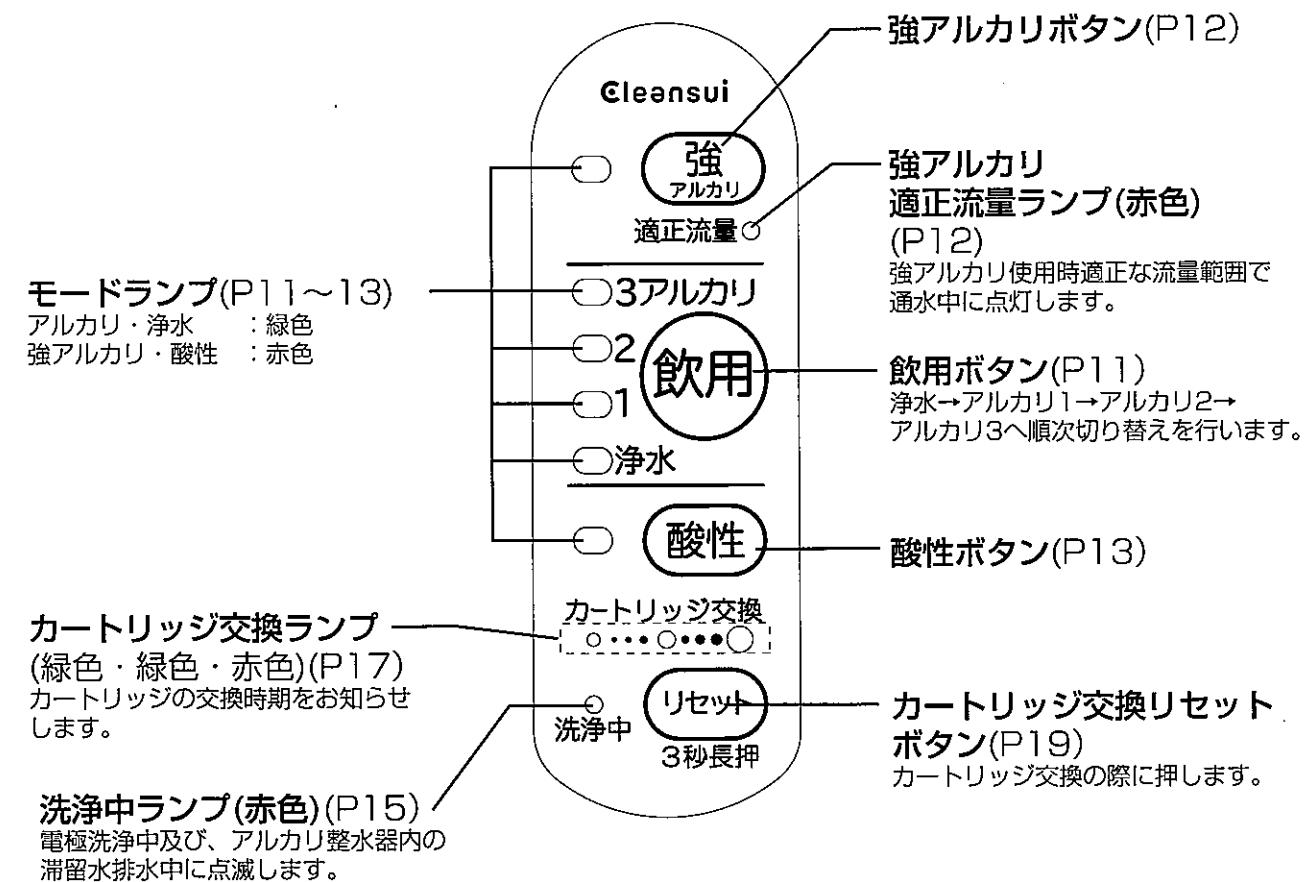 強アルカリボタン(P12)
Cleansui
強
アルカリ
適正流量
強アルカリ
適正流量ランプ(赤色)
(P12)
強アルカリ使用時適正な流量範囲で
通水中に点灯します。
モードランプ(P11〜13)
アルカリ・浄水 :緑色
強アルカリ・酸性 :赤色
3アルカリ
2
1
飲用
浄水
飲用ボタン(P11)
浄水→アルカリ1→アルカリ2→
アルカリ3へ順次切り替えを行います。
酸性
酸性ボタン(P13)
カートリッジ交換
カートリッジ交換ランプ
(緑色・緑色・赤色)(P17)
カートリッジの交換時期をお知らせ
します。
リセット
洗浄中
3秒長押
カートリッジ交換リセット
ボタン(P19)
カートリッジ交換の際に押します。
洗浄中ランプ(赤色)(P15)
電極洗浄中及び、アルカリ整水器内の
滞留水排水中に点滅します。